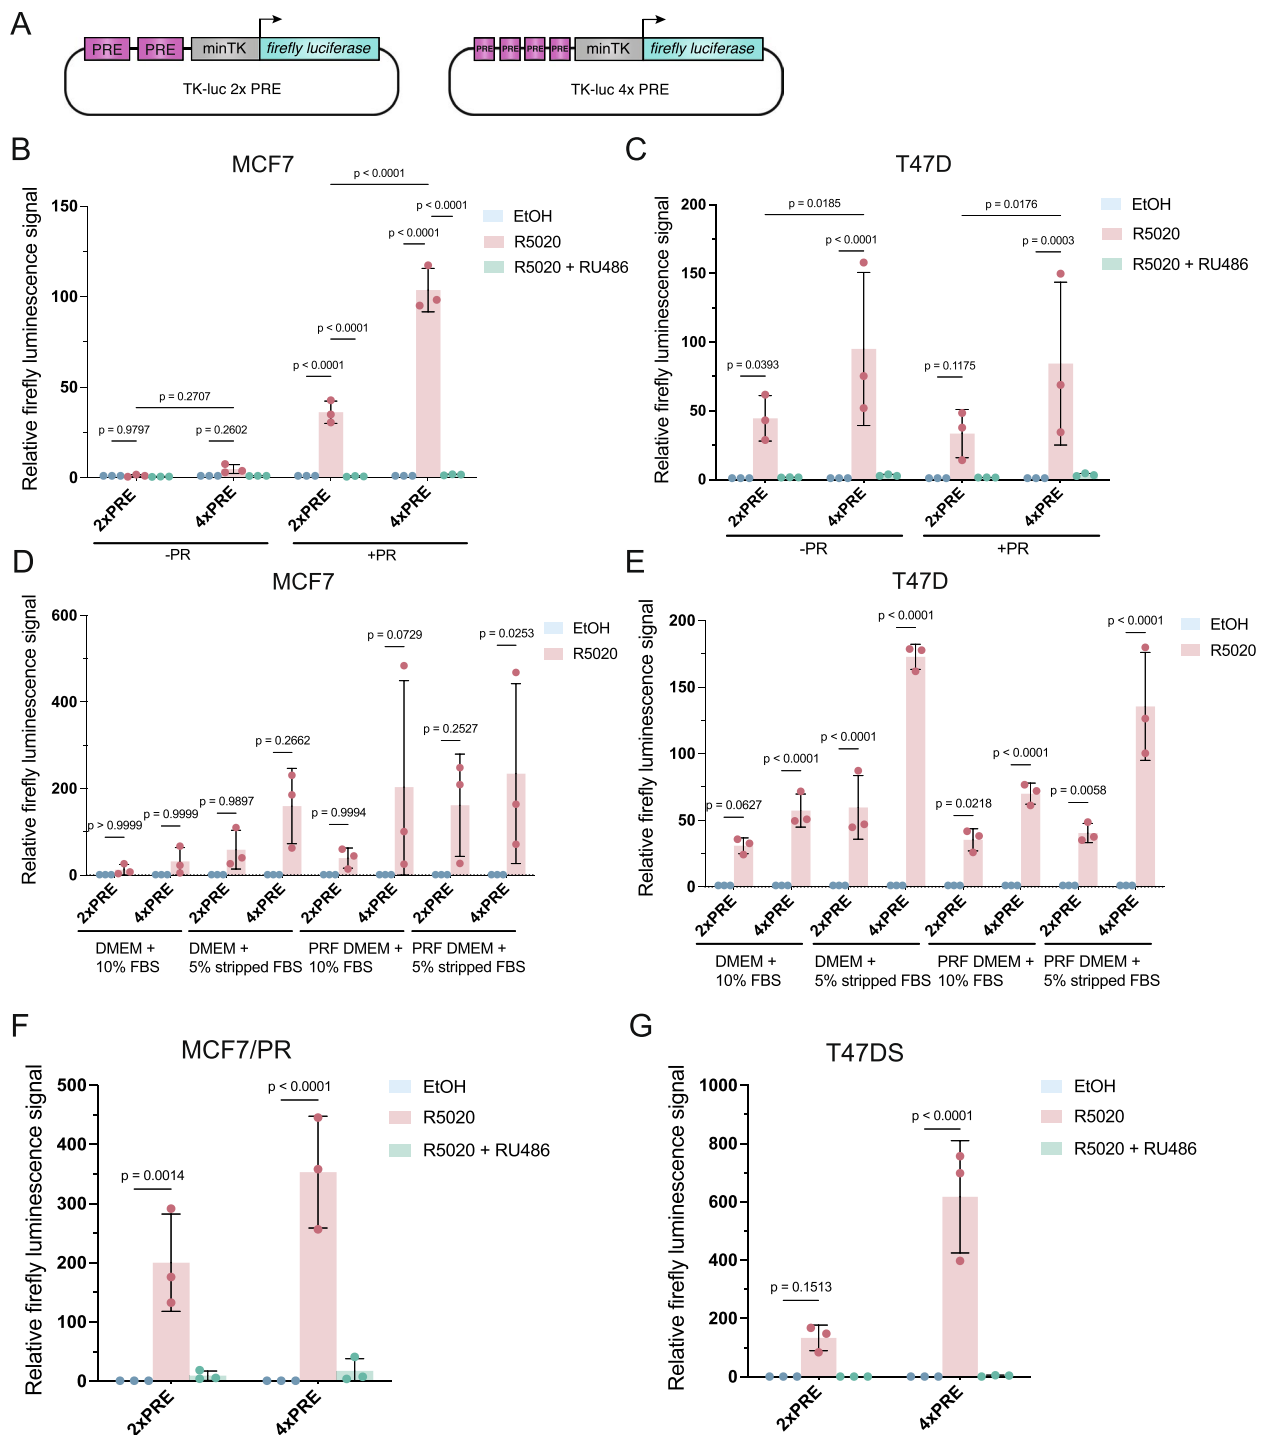 A
PRE PRE minTK firefly luciferase
TK-luc 2x PRE
PRE PRE PRE PRE minTK firefly luciferase
TK-luc 4x PRE
B
MCF7
Relative firefly luminescence signal
150
100
50
0
p < 0.0001
p < 0.0001
p < 0.0001
p < 0.0001
p < 0.0001
p = 0.2707
p = 0.9797
p = 0.2602
EtOH
R5020
R5020 + RU486
2xPRE
4xPRE
2xPRE
4xPRE
-PR
+PR
C
T47D
Relative firefly luminescence signal
200
150
100
50
0
p = 0.0185
p = 0.0176
p < 0.0001
p = 0.0003
p = 0.0393
p = 0.1175
EtOH
R5020
R5020 + RU486
2xPRE
4xPRE
2xPRE
4xPRE
-PR
+PR
D
MCF7
Relative firefly luminescence signal
600
400
200
0
p > 0.9999
p = 0.9999
p = 0.9897
p = 0.2662
p = 0.9994
p = 0.0729
p = 0.2527
p = 0.0253
EtOH
R5020
2xPRE
4xPRE
2xPRE
4xPRE
2xPRE
4xPRE
2xPRE
4xPRE
DMEM +
10% FBS
DMEM +
5% stripped FBS
PRF DMEM +
10% FBS
PRF DMEM +
5% stripped FBS
E
T47D
Relative firefly luminescence signal
200
150
100
50
0
p = 0.0627
p < 0.0001
p < 0.0001
p < 0.0001
p = 0.0218
p < 0.0001
p = 0.0058
p < 0.0001
EtOH
R5020
2xPRE
4xPRE
2xPRE
4xPRE
2xPRE
4xPRE
2xPRE
4xPRE
DMEM +
10% FBS
DMEM +
5% stripped FBS
PRF DMEM +
10% FBS
PRF DMEM +
5% stripped FBS
F
MCF7/PR
Relative firefly luminescence signal
500
400
300
200
100
0
p = 0.0014
p < 0.0001
EtOH
R5020
R5020 + RU486
2xPRE
4xPRE
G
T47DS
Relative firefly luminescence signal
1000
800
600
400
200
0
p = 0.1513
p < 0.0001
EtOH
R5020
R5020 + RU486
2xPRE
4xPRE